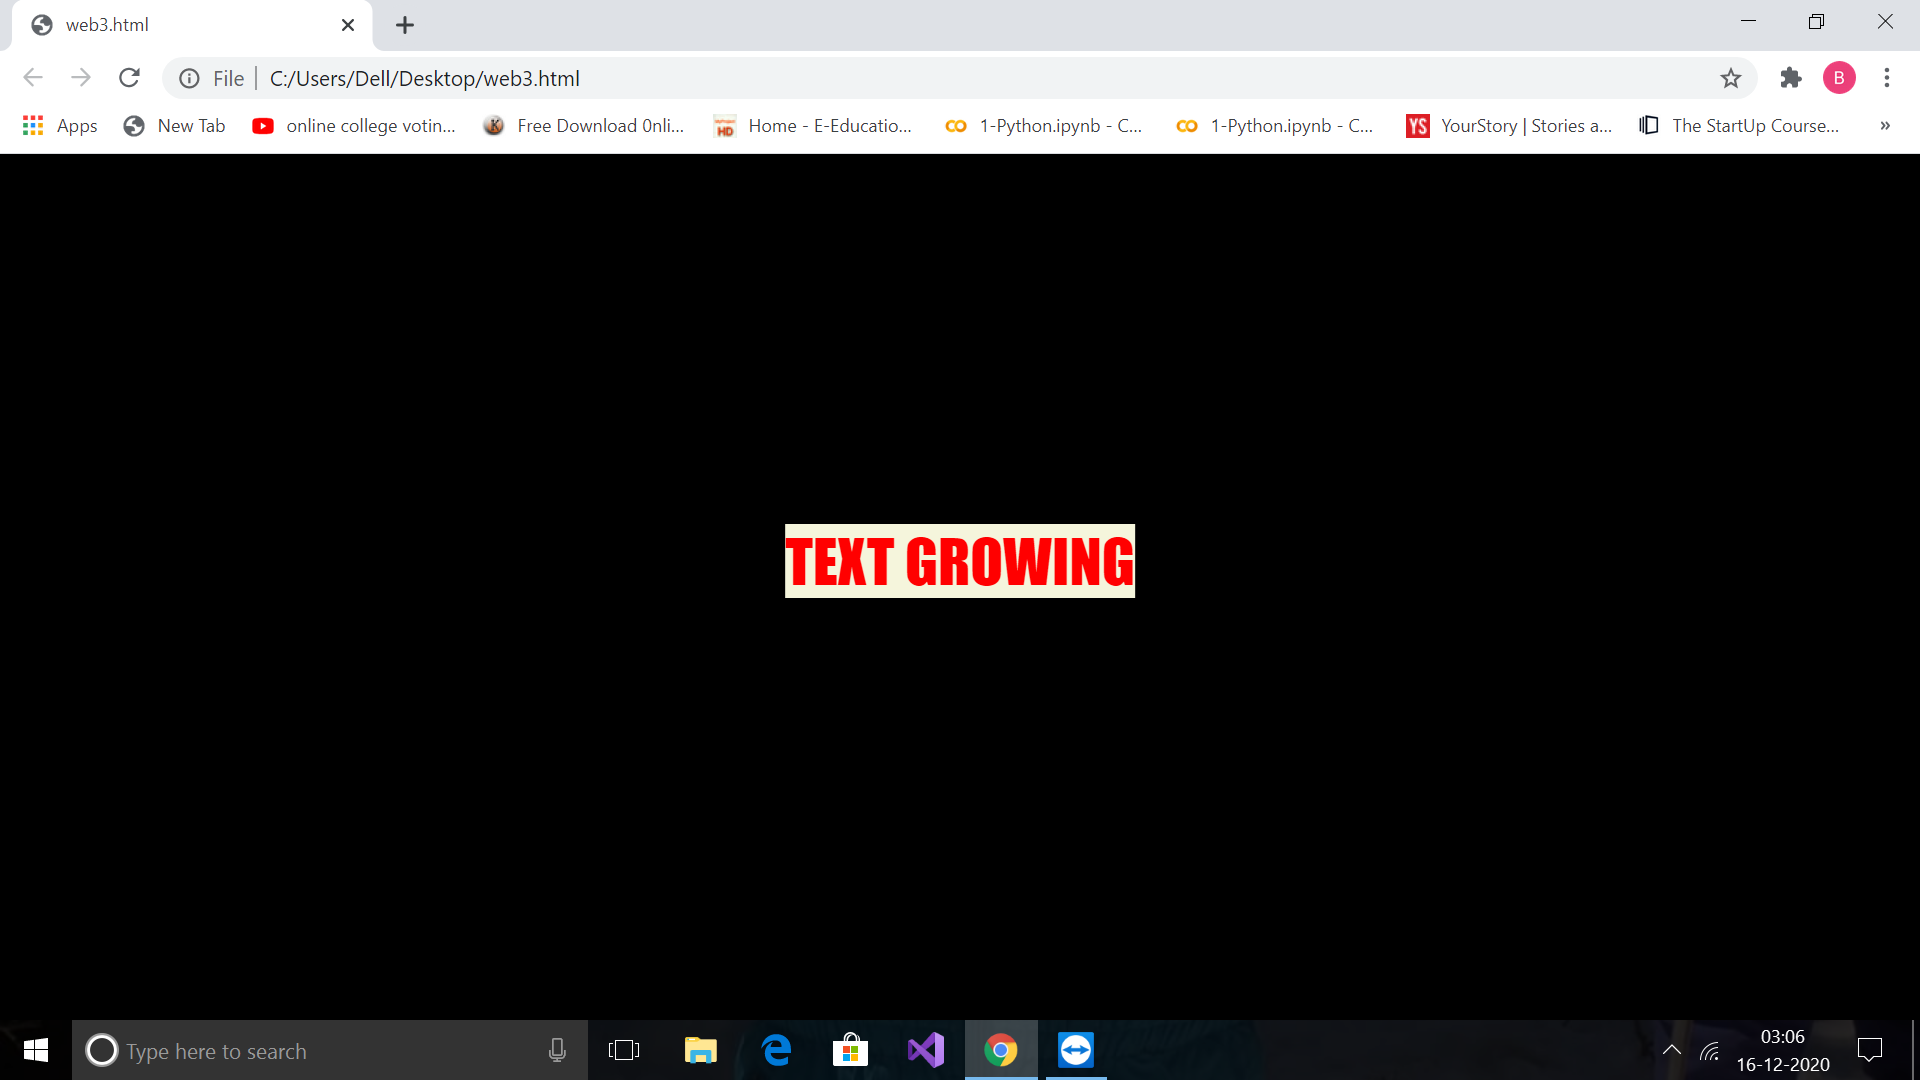 web3.html
File C:/Users/Dell/Desktop/web3.html
B
Apps
New Tab
online college votin...
Free Download 0nli...
Home - E-Educatio...
1-Python.ipynb - C...
1-Python.ipynb - C...
YS
YourStory | Stories a...
The StartUp Course...
»
TEXT GROWING
Type here to search
03:06
16-12-2020